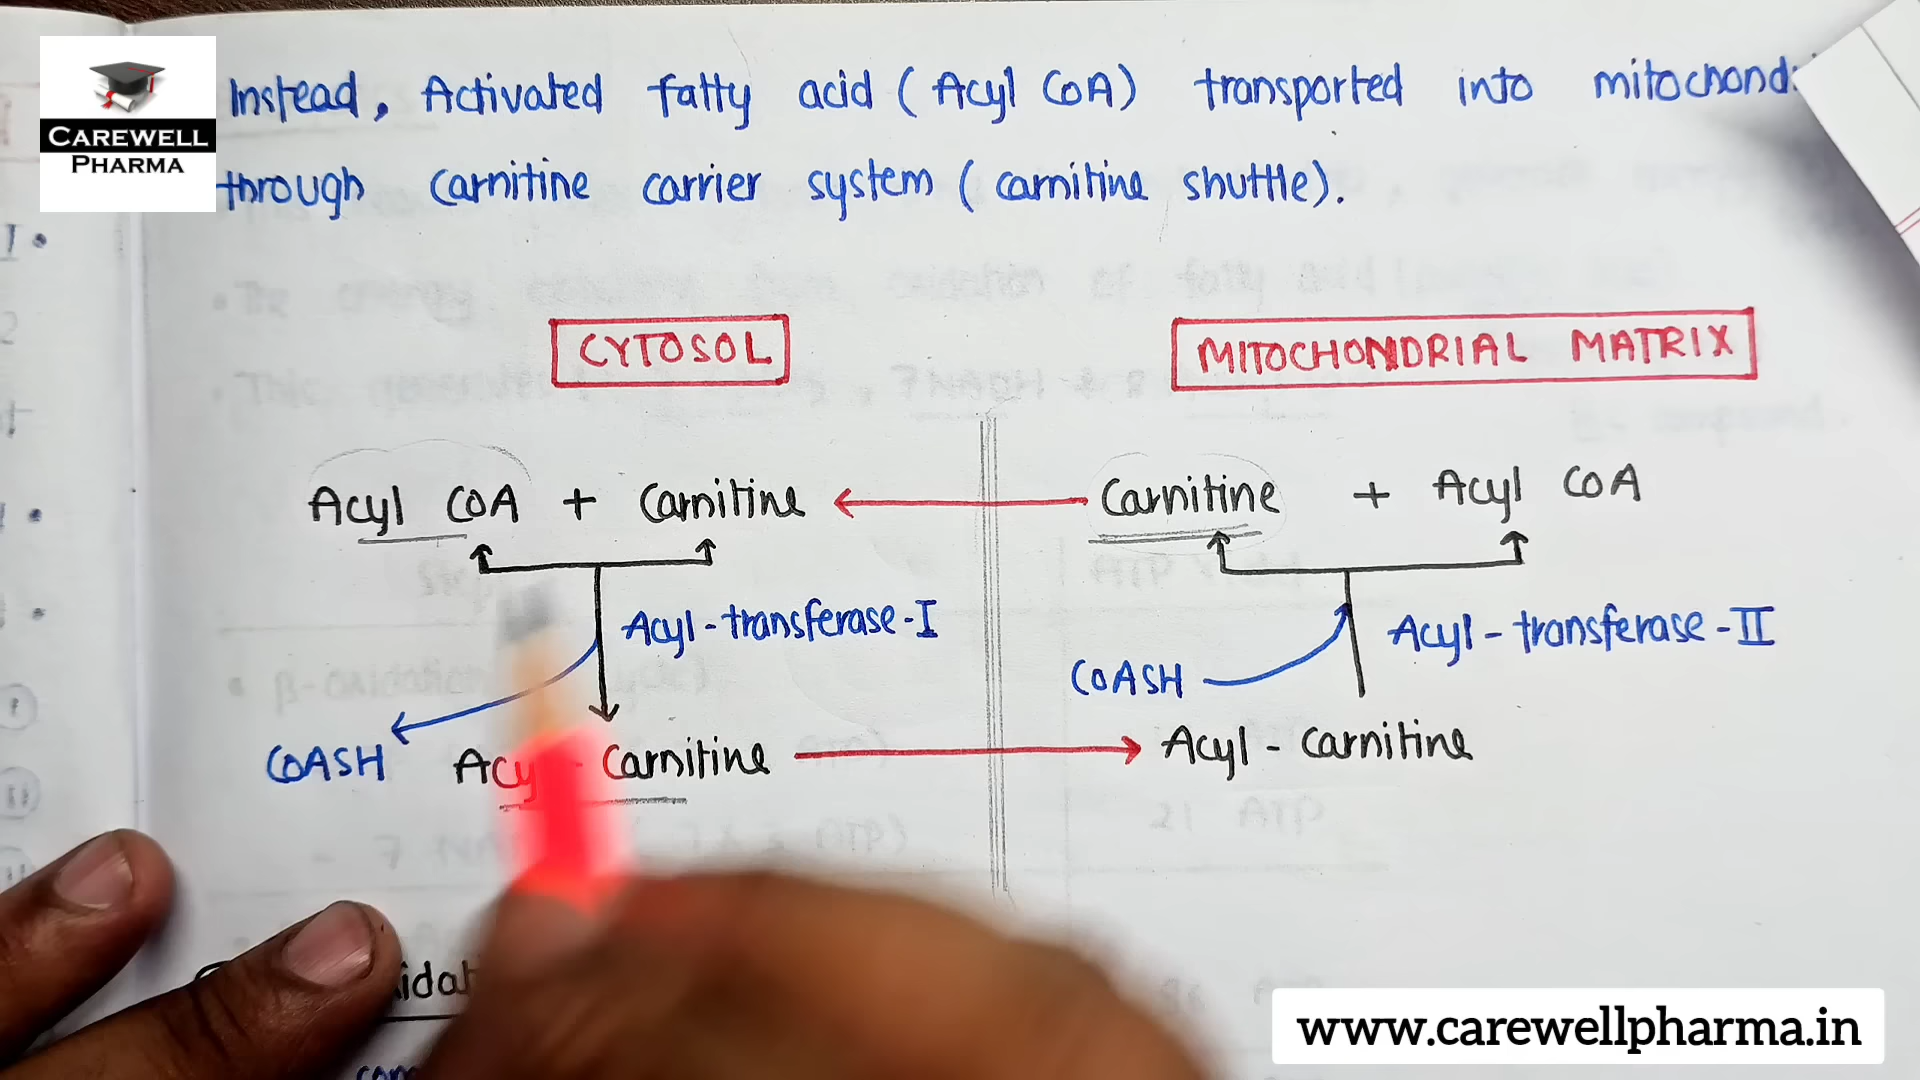 CAREWELL
PHARMA
Instead, Activated fatty acid (Acyl CoA) transported into
through carnitine carrier system (carnitine shuttle).
CYTOSOL
MITOCHONDRIAL MATRIX
Acyl CoA + Carnitine ← Carnitine + Acyl CoA
Acyl-transferase-I
Acyl-transferase-II
CoASH
CoASH
Acyl-Carnitine → Acyl-Carnitine
www.carewellpharma.in